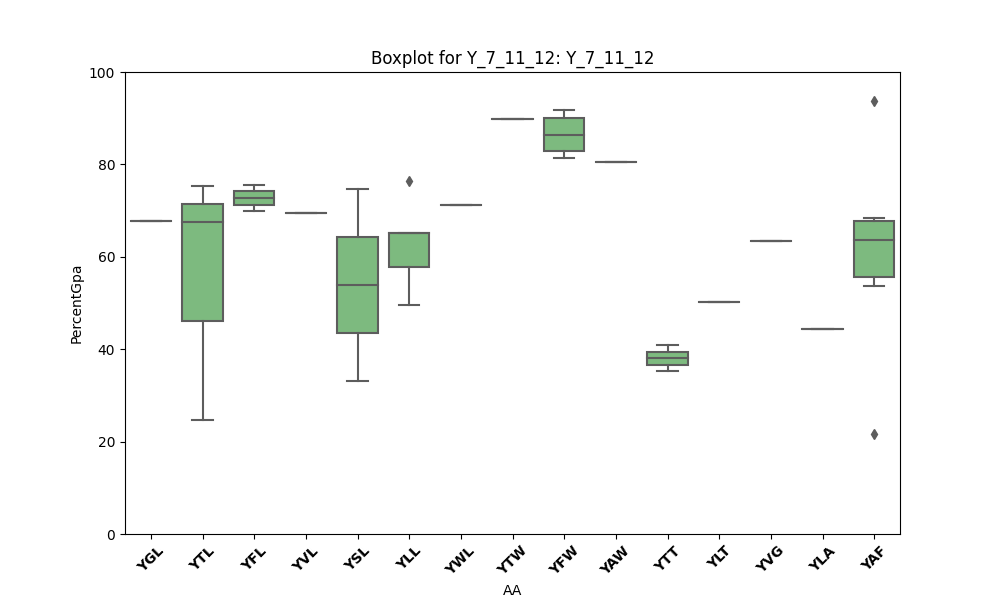 Boxplot for Y_7_11_12: Y_7_11_12
100
80
60
40
20
0
PercentGpa
YGL YTL YFL YVL YSL YLL YWL YTW YFW YAW YTT YLT YVG YLA YAF
AA